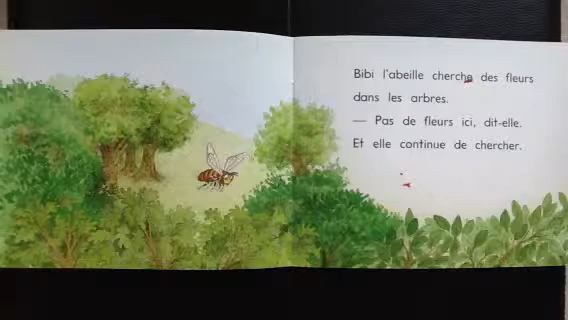 Bibi l'abeille cherche des fleurs
dans les arbres.
— Pas de fleurs ici, dit-elle.
Et elle continue de chercher.